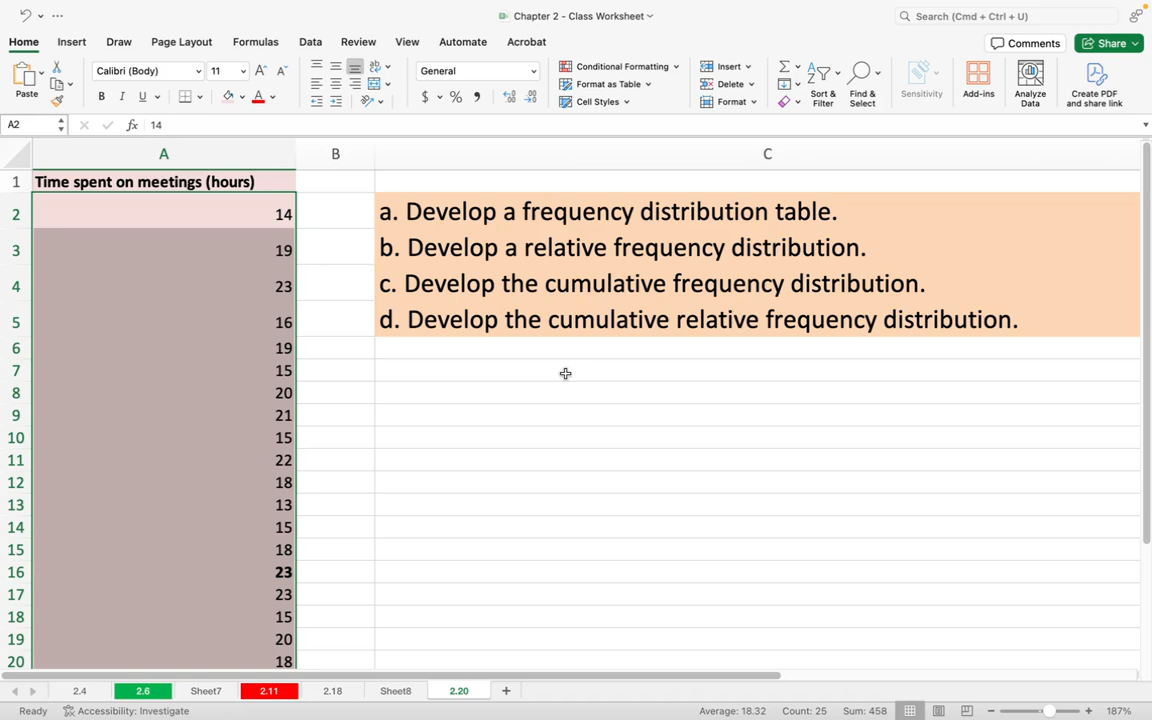 Chapter 2 - Class Worksheet
Search (Cmd + Ctrl + U)
Home Insert Draw Page Layout Formulas Data Review View Automate Acrobat
Comments Share
Paste
Calibri (Body) 11
B I U
General
$ %
Conditional Formatting
Format as Table
Cell Styles
Insert
Delete
Format
Sort &
Filter
Find &
Select
Sensitivity
Add-ins
Analyze
Data
Create PDF
and share link
A2 fx 14
A B C
1 Time spent on meetings (hours)
2 14 a. Develop a frequency distribution table.
3 19 b. Develop a relative frequency distribution.
4 23 c. Develop the cumulative frequency distribution.
5 16 d. Develop the cumulative relative frequency distribution.
6 19
7 15
8 20
9 21
10 15
11 22
12 18
13 13
14 15
15 18
16 23
17 23
18 15
19 20
20 18
2.4 2.6 Sheet7 2.11 2.18 Sheet8 2.20
Ready Accessibility: Investigate Average: 18.32 Count: 25 Sum: 458 187%